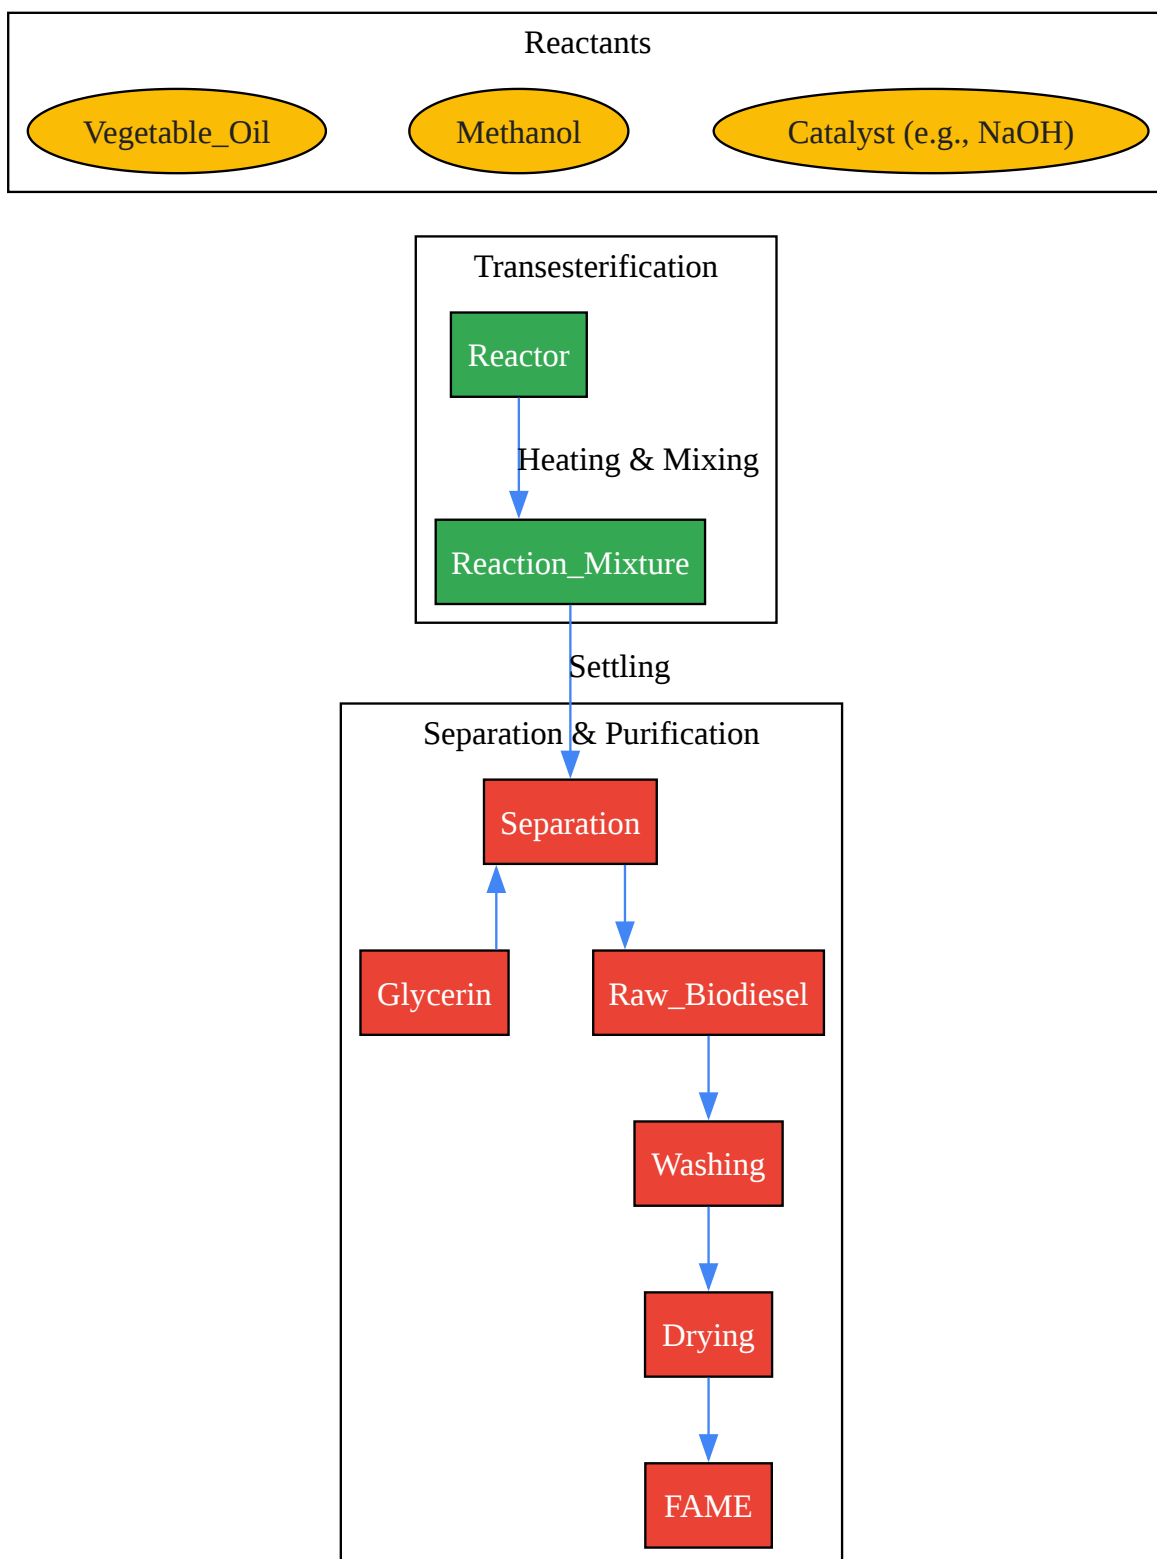 Reactants
Vegetable_Oil
Methanol
Catalyst (e.g., NaOH)
Transesterification
Reactor
Heating & Mixing
Reaction_Mixture
Settling
Separation & Purification
Separation
Glycerin
Raw_Biodiesel
Washing
Drying
FAME